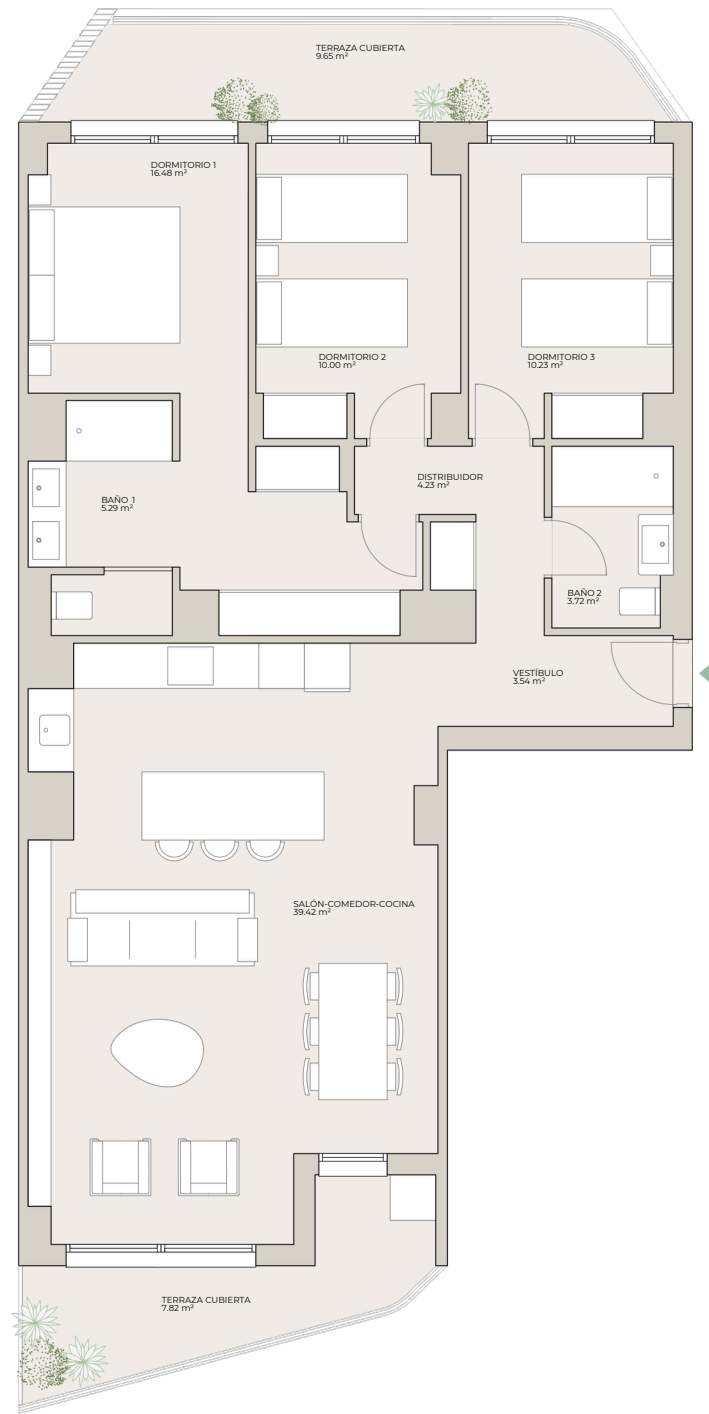 TERRAZA CUBIERTA
9.65 m²
DORMITORIO 1
16.48 m²
DORMITORIO 2
10.00 m²
DORMITORIO 3
10.23 m²
DISTRIBUIDOR
4.23 m²
BAÑO 1
5.29 m²
BAÑO 2
3.72 m²
VESTÍBULO
3.54 m²
SALÓN-COMEDOR-COCINA
39.42 m²
TERRAZA CUBIERTA
7.82 m²